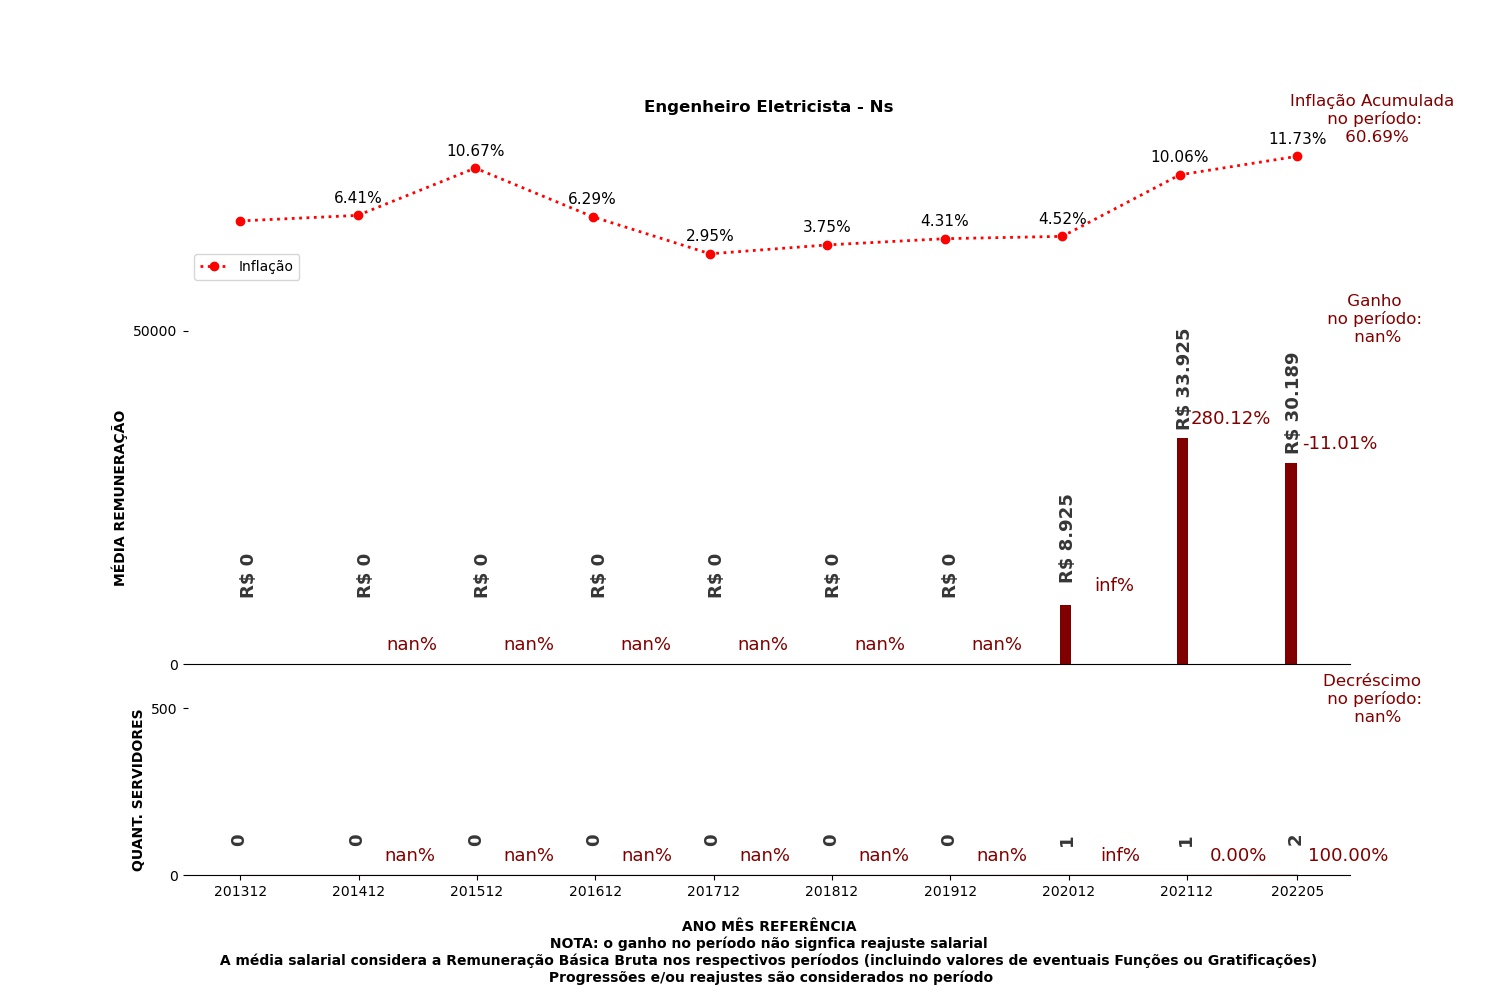 Engenheiro Eletricista - Ns
Inflação Acumulada
no período:
60.69%
6.41%
10.67%
6.29%
2.95%
3.75%
4.31%
4.52%
10.06%
11.73%
Inflação
Ganho
no período:
nan%
50000
0
MÉDIA REMUNERAÇÃO
R$ 0
R$ 0
R$ 0
R$ 0
R$ 0
R$ 0
R$ 0
R$ 8.925
R$ 33.925
R$ 30.189
nan%
nan%
nan%
nan%
nan%
nan%
inf%
280.12%
-11.01%
Decréscimo
no período:
nan%
500
0
QUANT. SERVIDORES
0
0
0
0
0
0
0
1
1
2
nan%
nan%
nan%
nan%
nan%
nan%
inf%
0.00%
100.00%
201312
201412
201512
201612
201712
201812
201912
202012
202112
202205
ANO MÊS REFERÊNCIA
NOTA: o ganho no período não signfica reajuste salarial
A média salarial considera a Remuneração Básica Bruta nos respectivos períodos (incluindo valores de eventuais Funções ou Gratificações)
Progressões e/ou reajustes são considerados no período